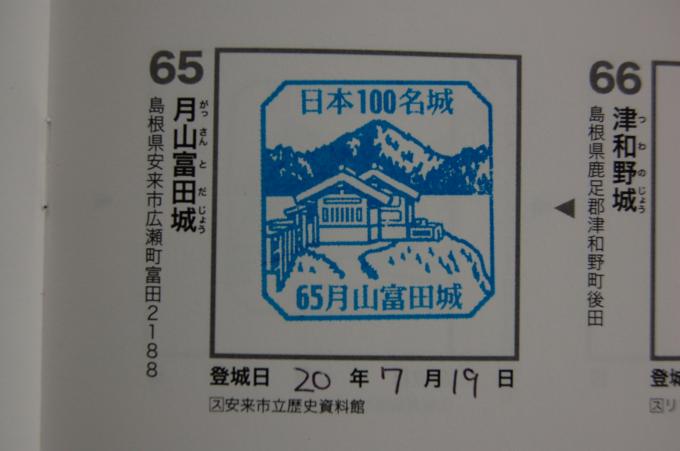 65
月山富田城
がっさんとだじょう
島根県安来市広瀬町富田2188
日本100名城
65月山富田城
登城日 20 年 7 月 19 日
ス安来市立歴史資料館
66
津和野城
つわのじょう
島根県鹿足郡津和野町後田
◀
登
スリ